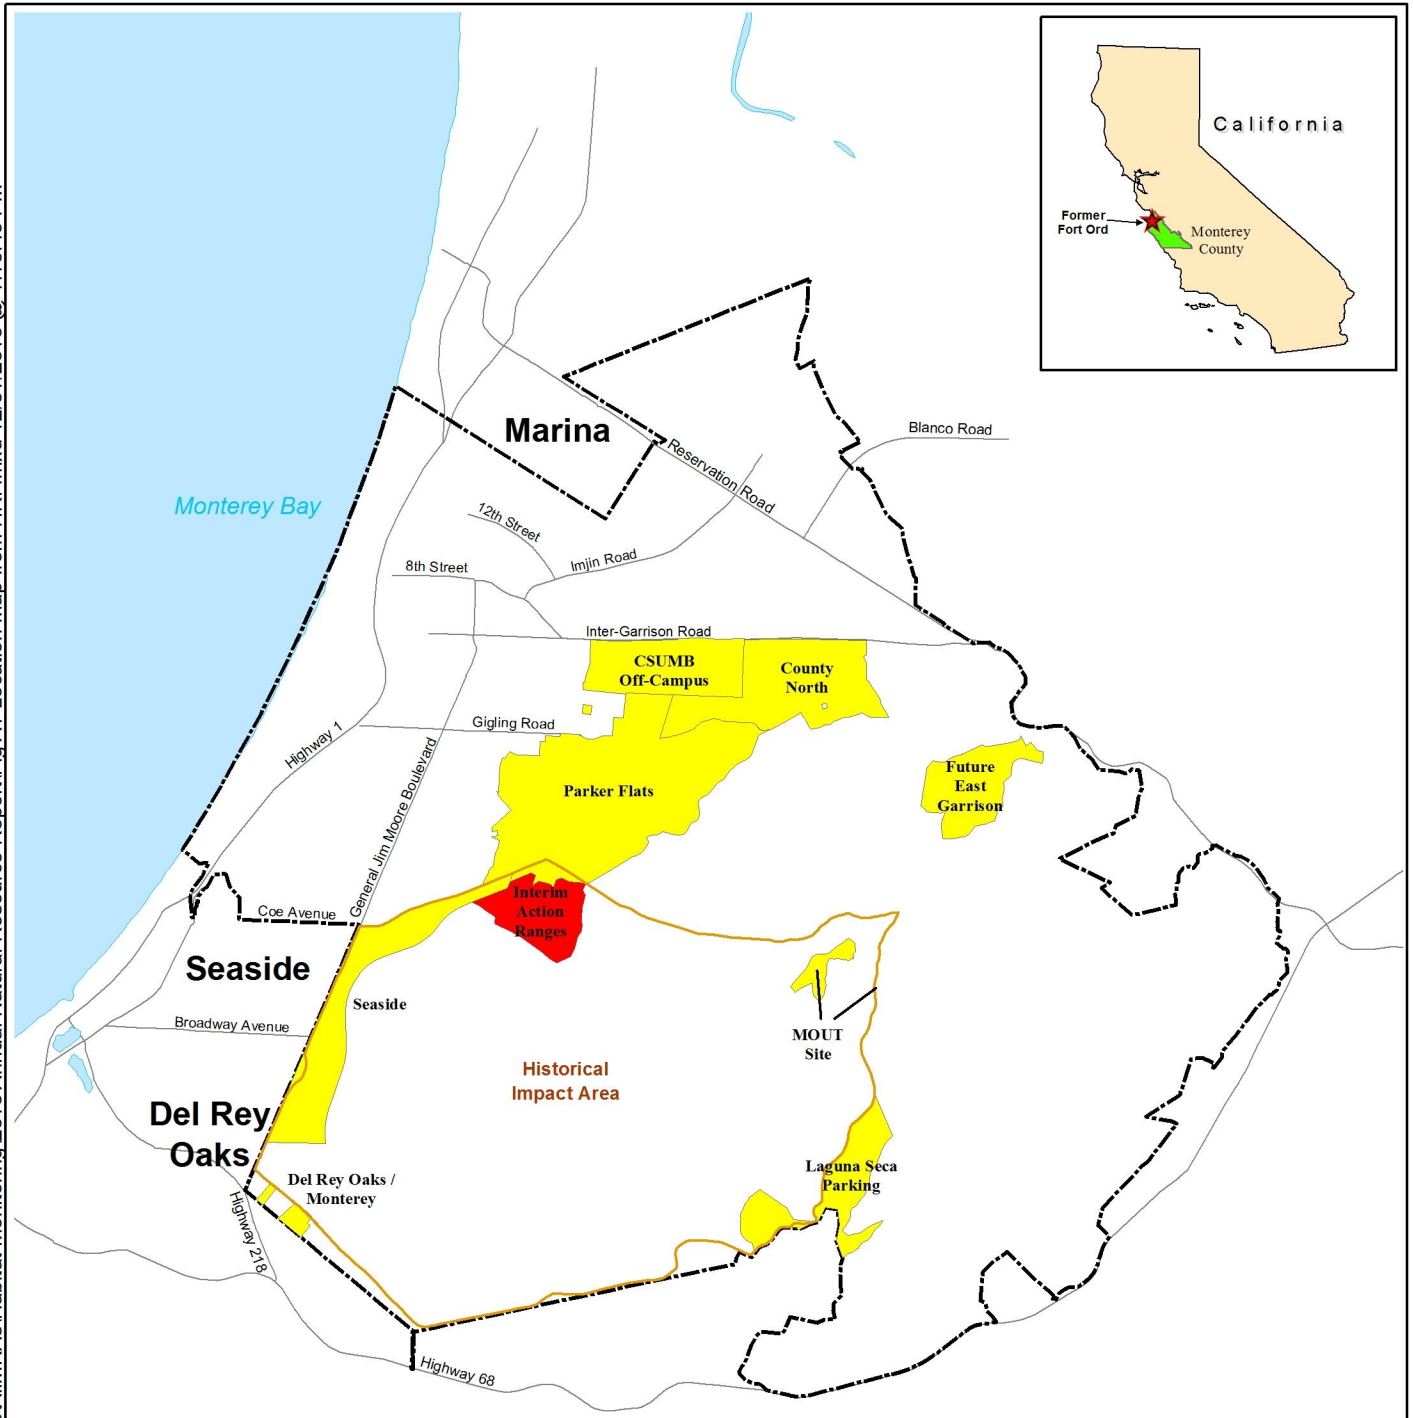 California
Former
Fort Ord
Monterey
County
Marina
Blanco Road
Reservation Road
Monterey Bay
12th Street
Imjin Road
8th Street
Inter-Garrison Road
CSUMB
Off-Campus
County
North
Gigling Road
Highway 1
General Jim Moore Boulevard
Parker Flats
Future
East
Garrison
Interim
Action
Ranges
Coe Avenue
Seaside
Seaside
Broadway Avenue
MOUT
Site
Historical
Impact Area
Del Rey
Oaks
Del Rey Oaks /
Monterey
Laguna Seca
Parking
Highway 218
Highway 68